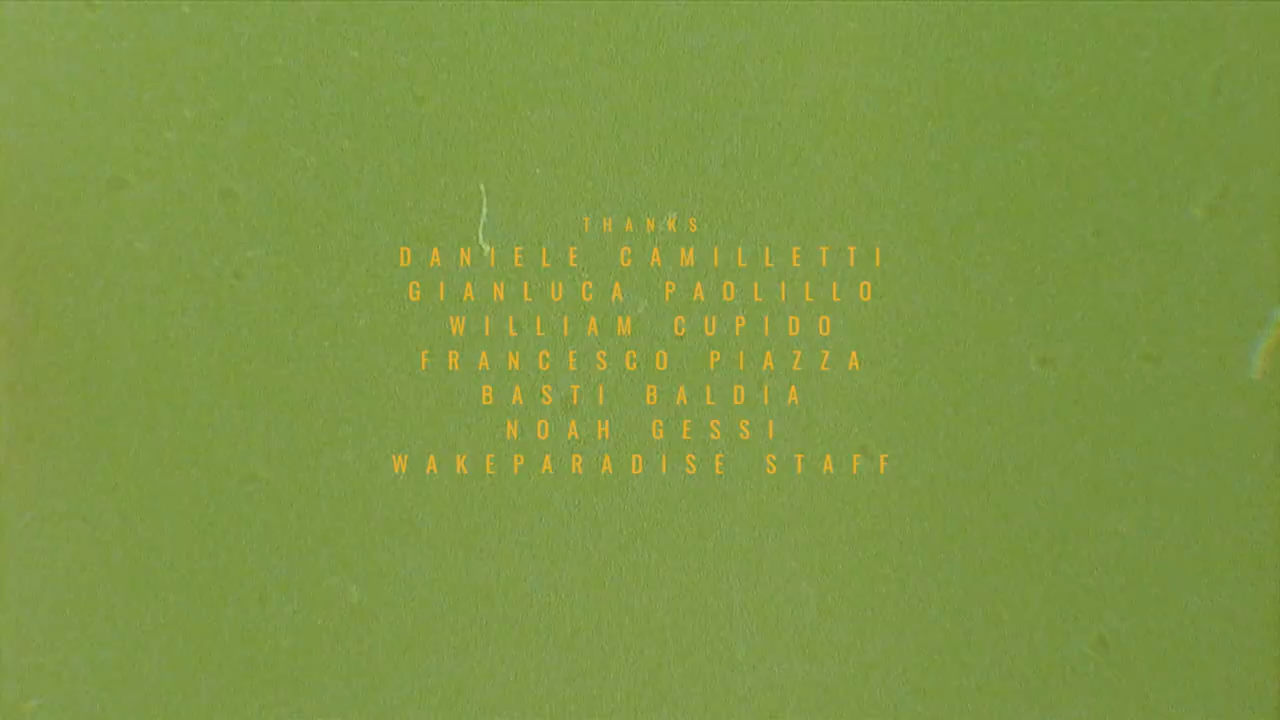 THANKS
DANIELE CAMILLETTI
GIANLUCA PAOLILLO
WILLIAM CUPIDO
FRANCESCO PIAZZA
BASTI BALDIA
NOAH GESSI
WAKEPARADISE STAFF